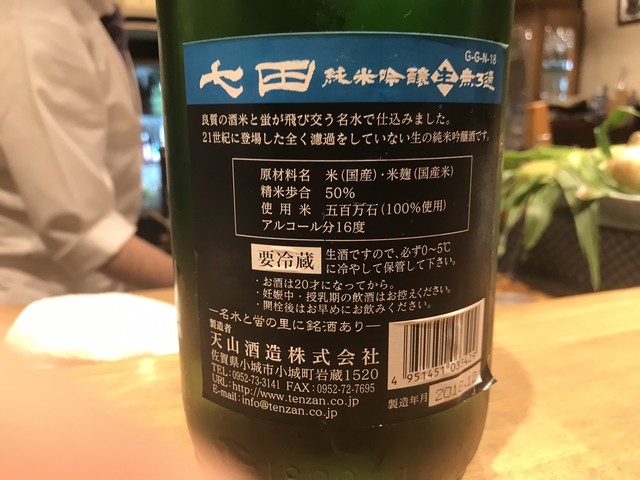 G-G-N-18
七田 純米吟醸 生 無ろ過
良質の酒米と蛍が飛び交う名水で仕込みました。
21世紀に登場した全く濾過をしていない生の純米吟醸酒です。
原材料名 米(国産)・米麹(国産米)
精米歩合 50%
使用米 五百万石(100%使用)
アルコール分16度
要冷蔵 生酒ですので、必ず0~5℃
に冷やして保管して下さい。
・お酒は20才になってから。
・妊娠中・授乳期の飲酒はお控えください。
・開栓後はお早めにお飲みください。
―名水と蛍の里に銘酒あり―
製造者
天山酒造株式会社
佐賀県小城市小城町岩蔵1520
TEL:0952-73-3141 FAX:0952-72-7695
URL:http://www.tenzan.co.jp
E-mail:info@tenzan.co.jp
4 951451 031428
製造年月